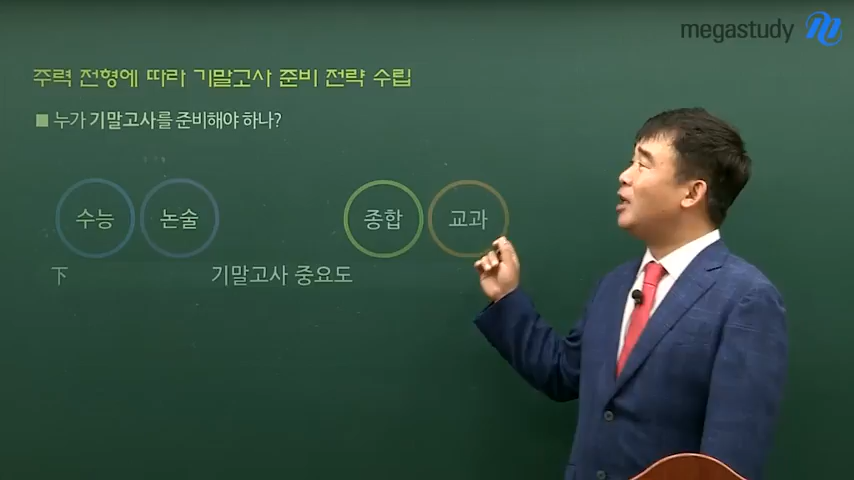 megastudy
주력 전형에 따라 기말고사 준비 전략 수립
■ 누가 기말고사를 준비해야 하나?
수능 논술 종합 교과
下 기말고사 중요도